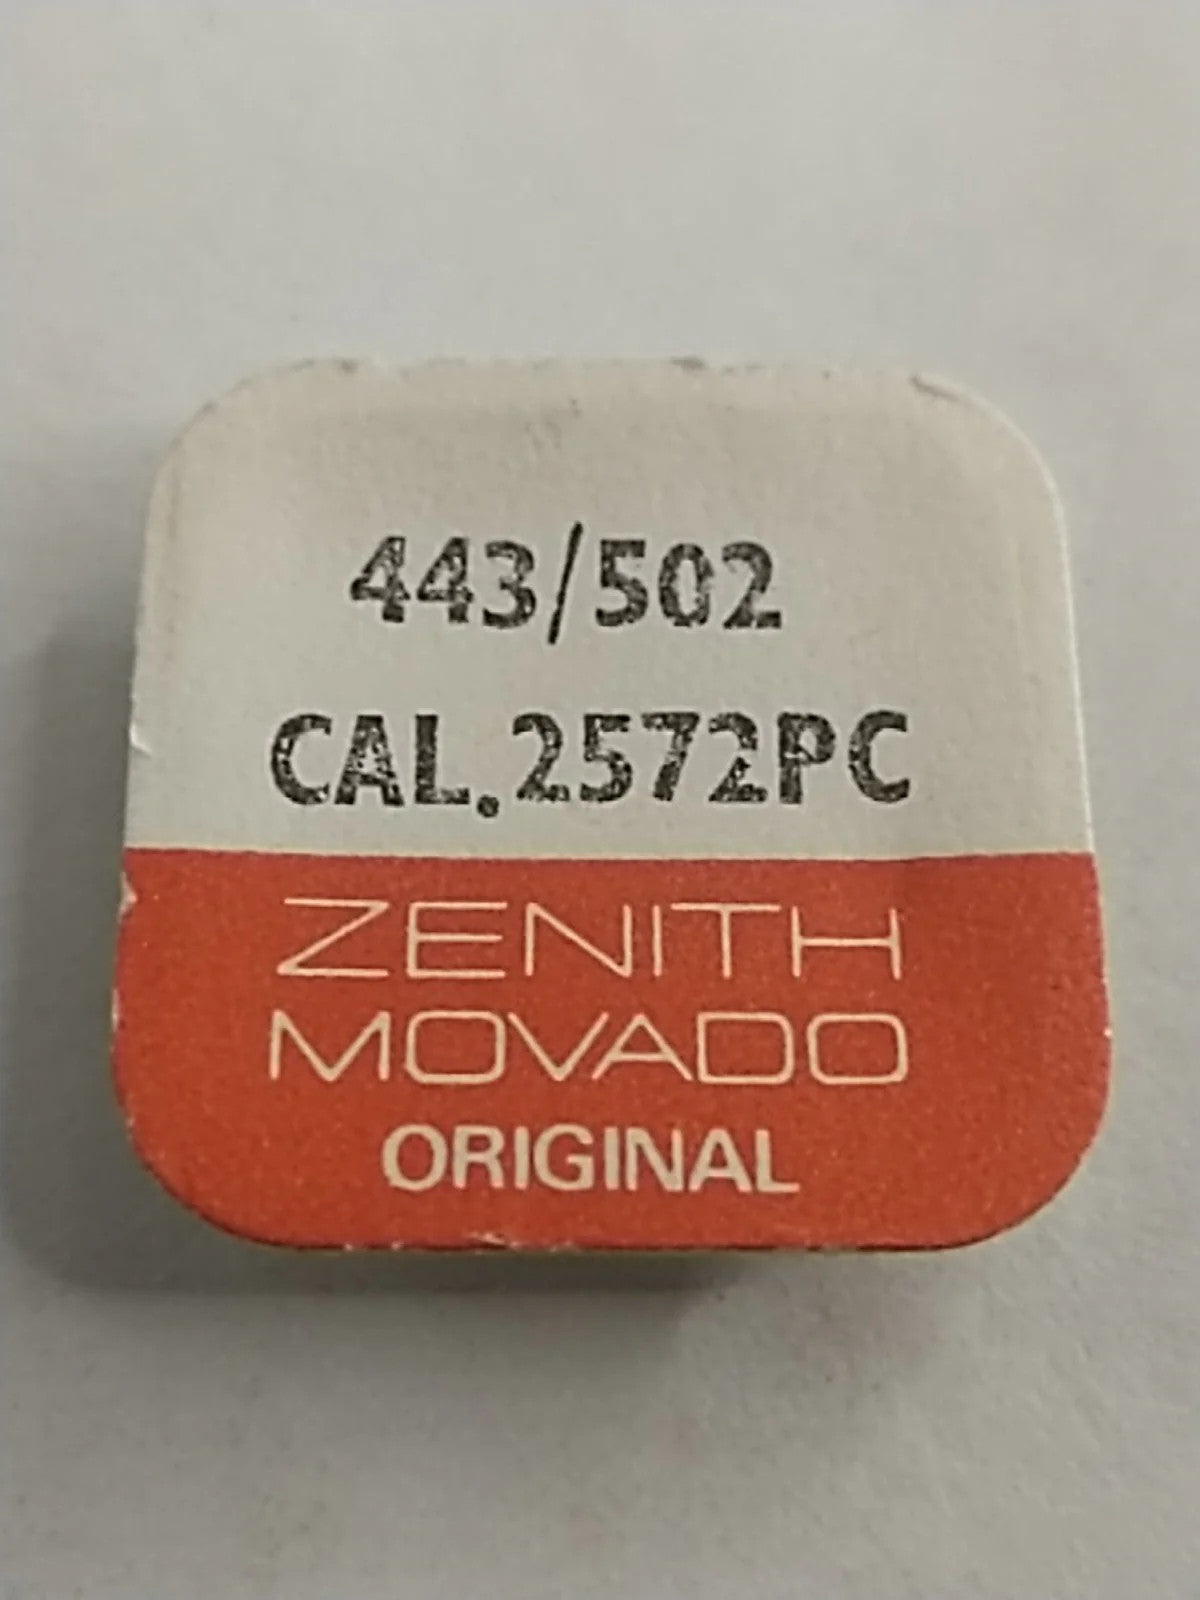 443/502
CAL.2572PC
ZENITH
MOVADO
ORIGINAL